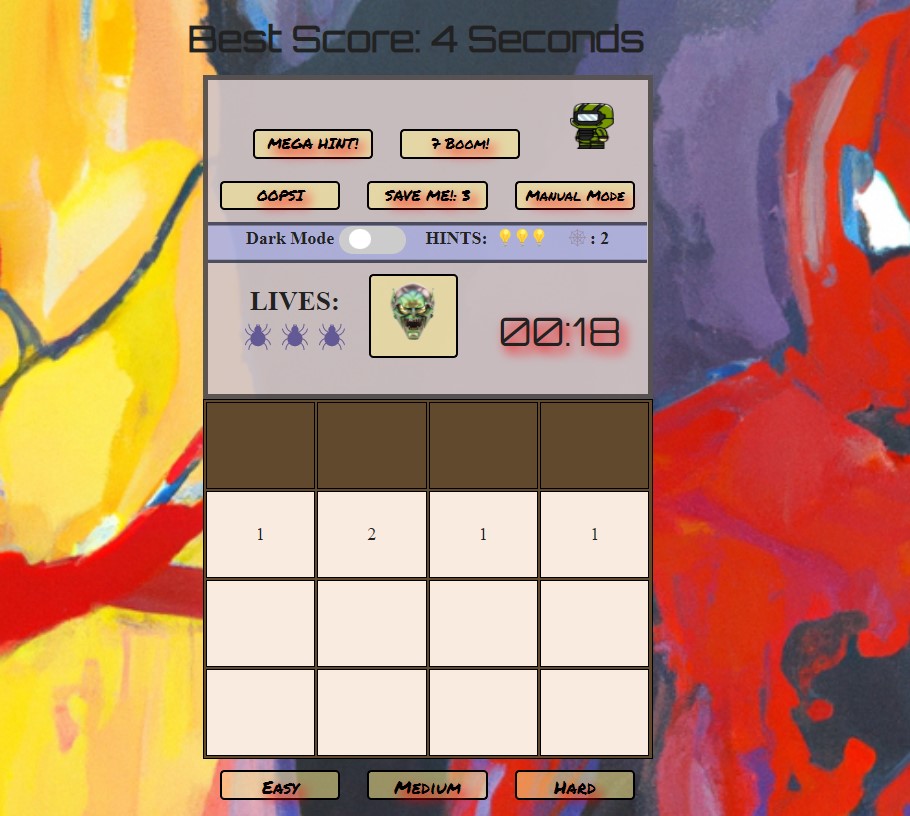 Best Score: 4 Seconds
MEGA HINT! 7 Boom!
OOPSI SAVE ME!: 3 Manual Mode
Dark Mode HINTS: : 2
LIVES:
00:18
1 2 1 1
Easy Medium Hard